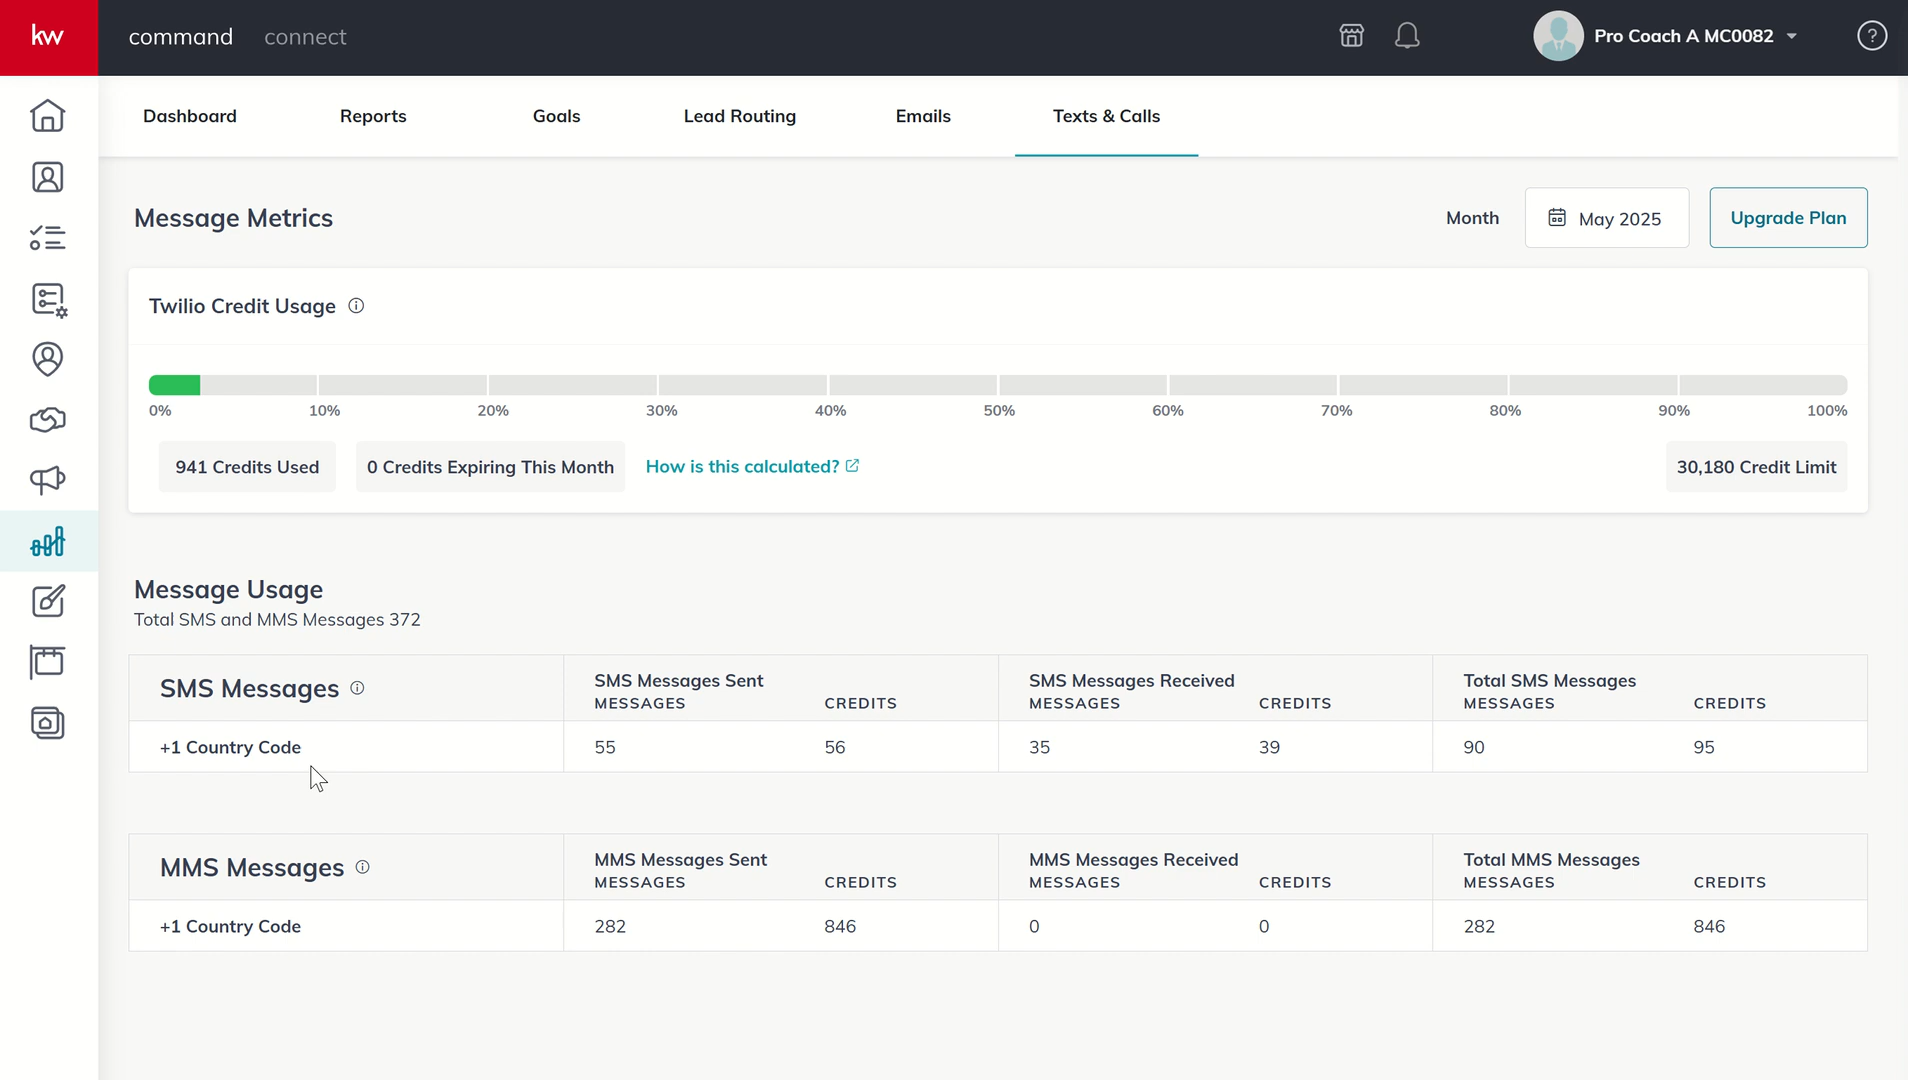 kw command connect Pro Coach A MC0082 ?
Dashboard Reports Goals Lead Routing Emails Texts & Calls
Message Metrics Month May 2025 Upgrade Plan
Twilio Credit Usage
0% 10% 20% 30% 40% 50% 60% 70% 80% 90% 100%
941 Credits Used 0 Credits Expiring This Month How is this calculated? 30,180 Credit Limit
Message Usage
Total SMS and MMS Messages 372
SMS Messages SMS Messages Sent SMS Messages Received Total SMS Messages
MESSAGES CREDITS MESSAGES CREDITS MESSAGES CREDITS
+1 Country Code 55 56 35 39 90 95
MMS Messages MMS Messages Sent MMS Messages Received Total MMS Messages
MESSAGES CREDITS MESSAGES CREDITS MESSAGES CREDITS
+1 Country Code 282 846 0 0 282 846